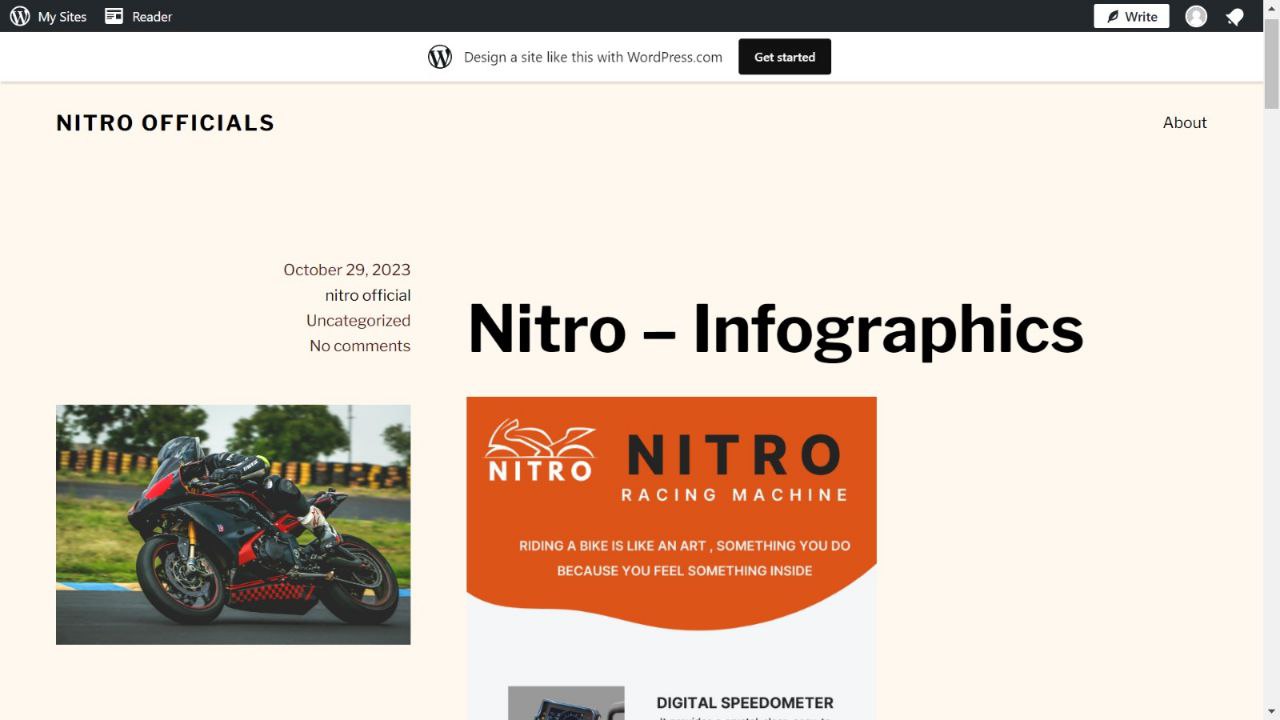 My Sites
Reader
Write
Design a site like this with WordPress.com
Get started
NITRO OFFICIALS
About
October 29, 2023
nitro official
Uncategorized
No comments
Nitro – Infographics
NITRO
NITRO
RACING MACHINE
RIDING A BIKE IS LIKE AN ART , SOMETHING YOU DO
BECAUSE YOU FEEL SOMETHING INSIDE
DIGITAL SPEEDOMETER